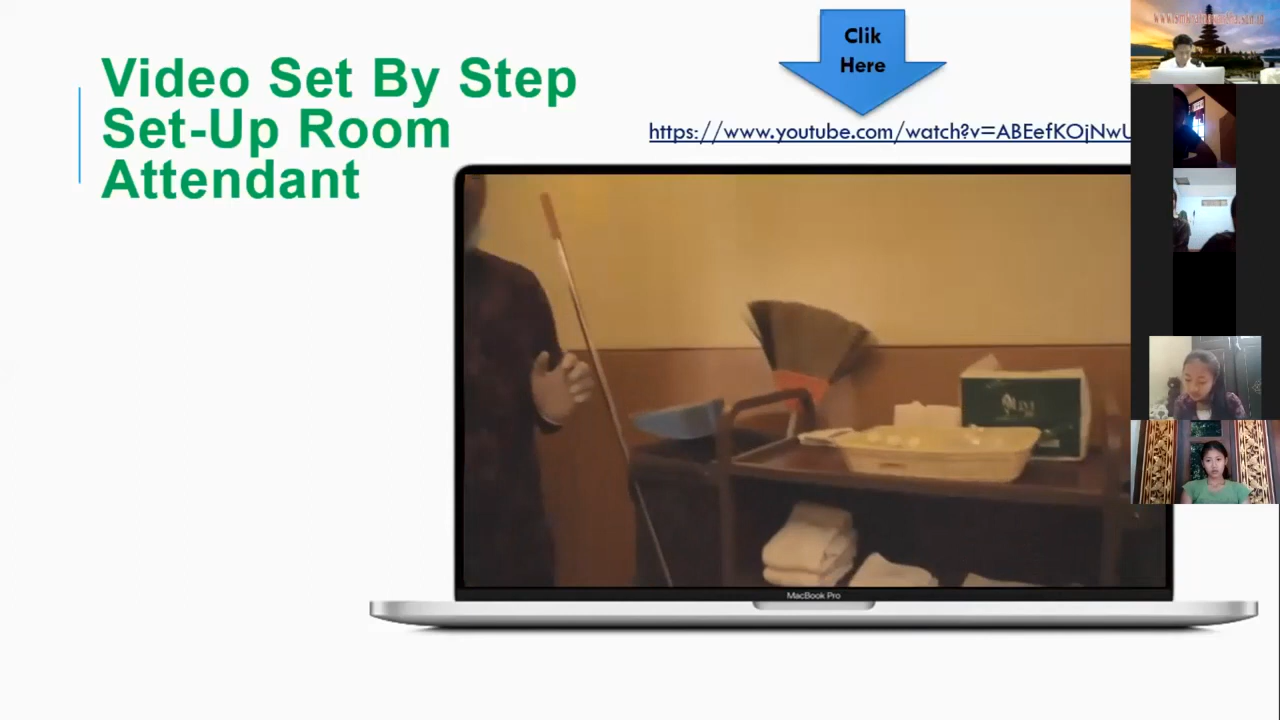 Video Set By Step
Set-Up Room
Attendant
Clik
Here
https://www.youtube.com/watch?v=ABEefKOjNwU
MacBook Pro